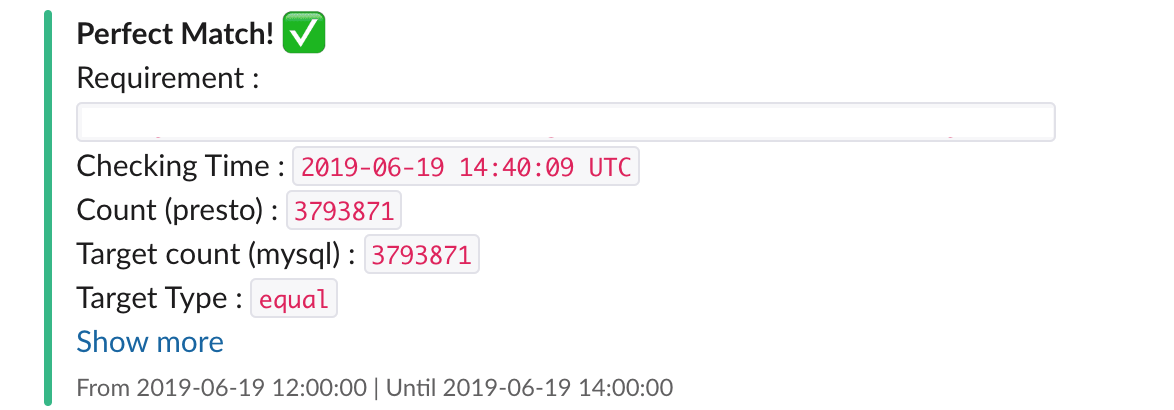 Perfect Match! ✅
Requirement :
Checking Time : 2019-06-19 14:40:09 UTC
Count (presto) : 3793871
Target count (mysql) : 3793871
Target Type : equal
Show more
From 2019-06-19 12:00:00 | Until 2019-06-19 14:00:00